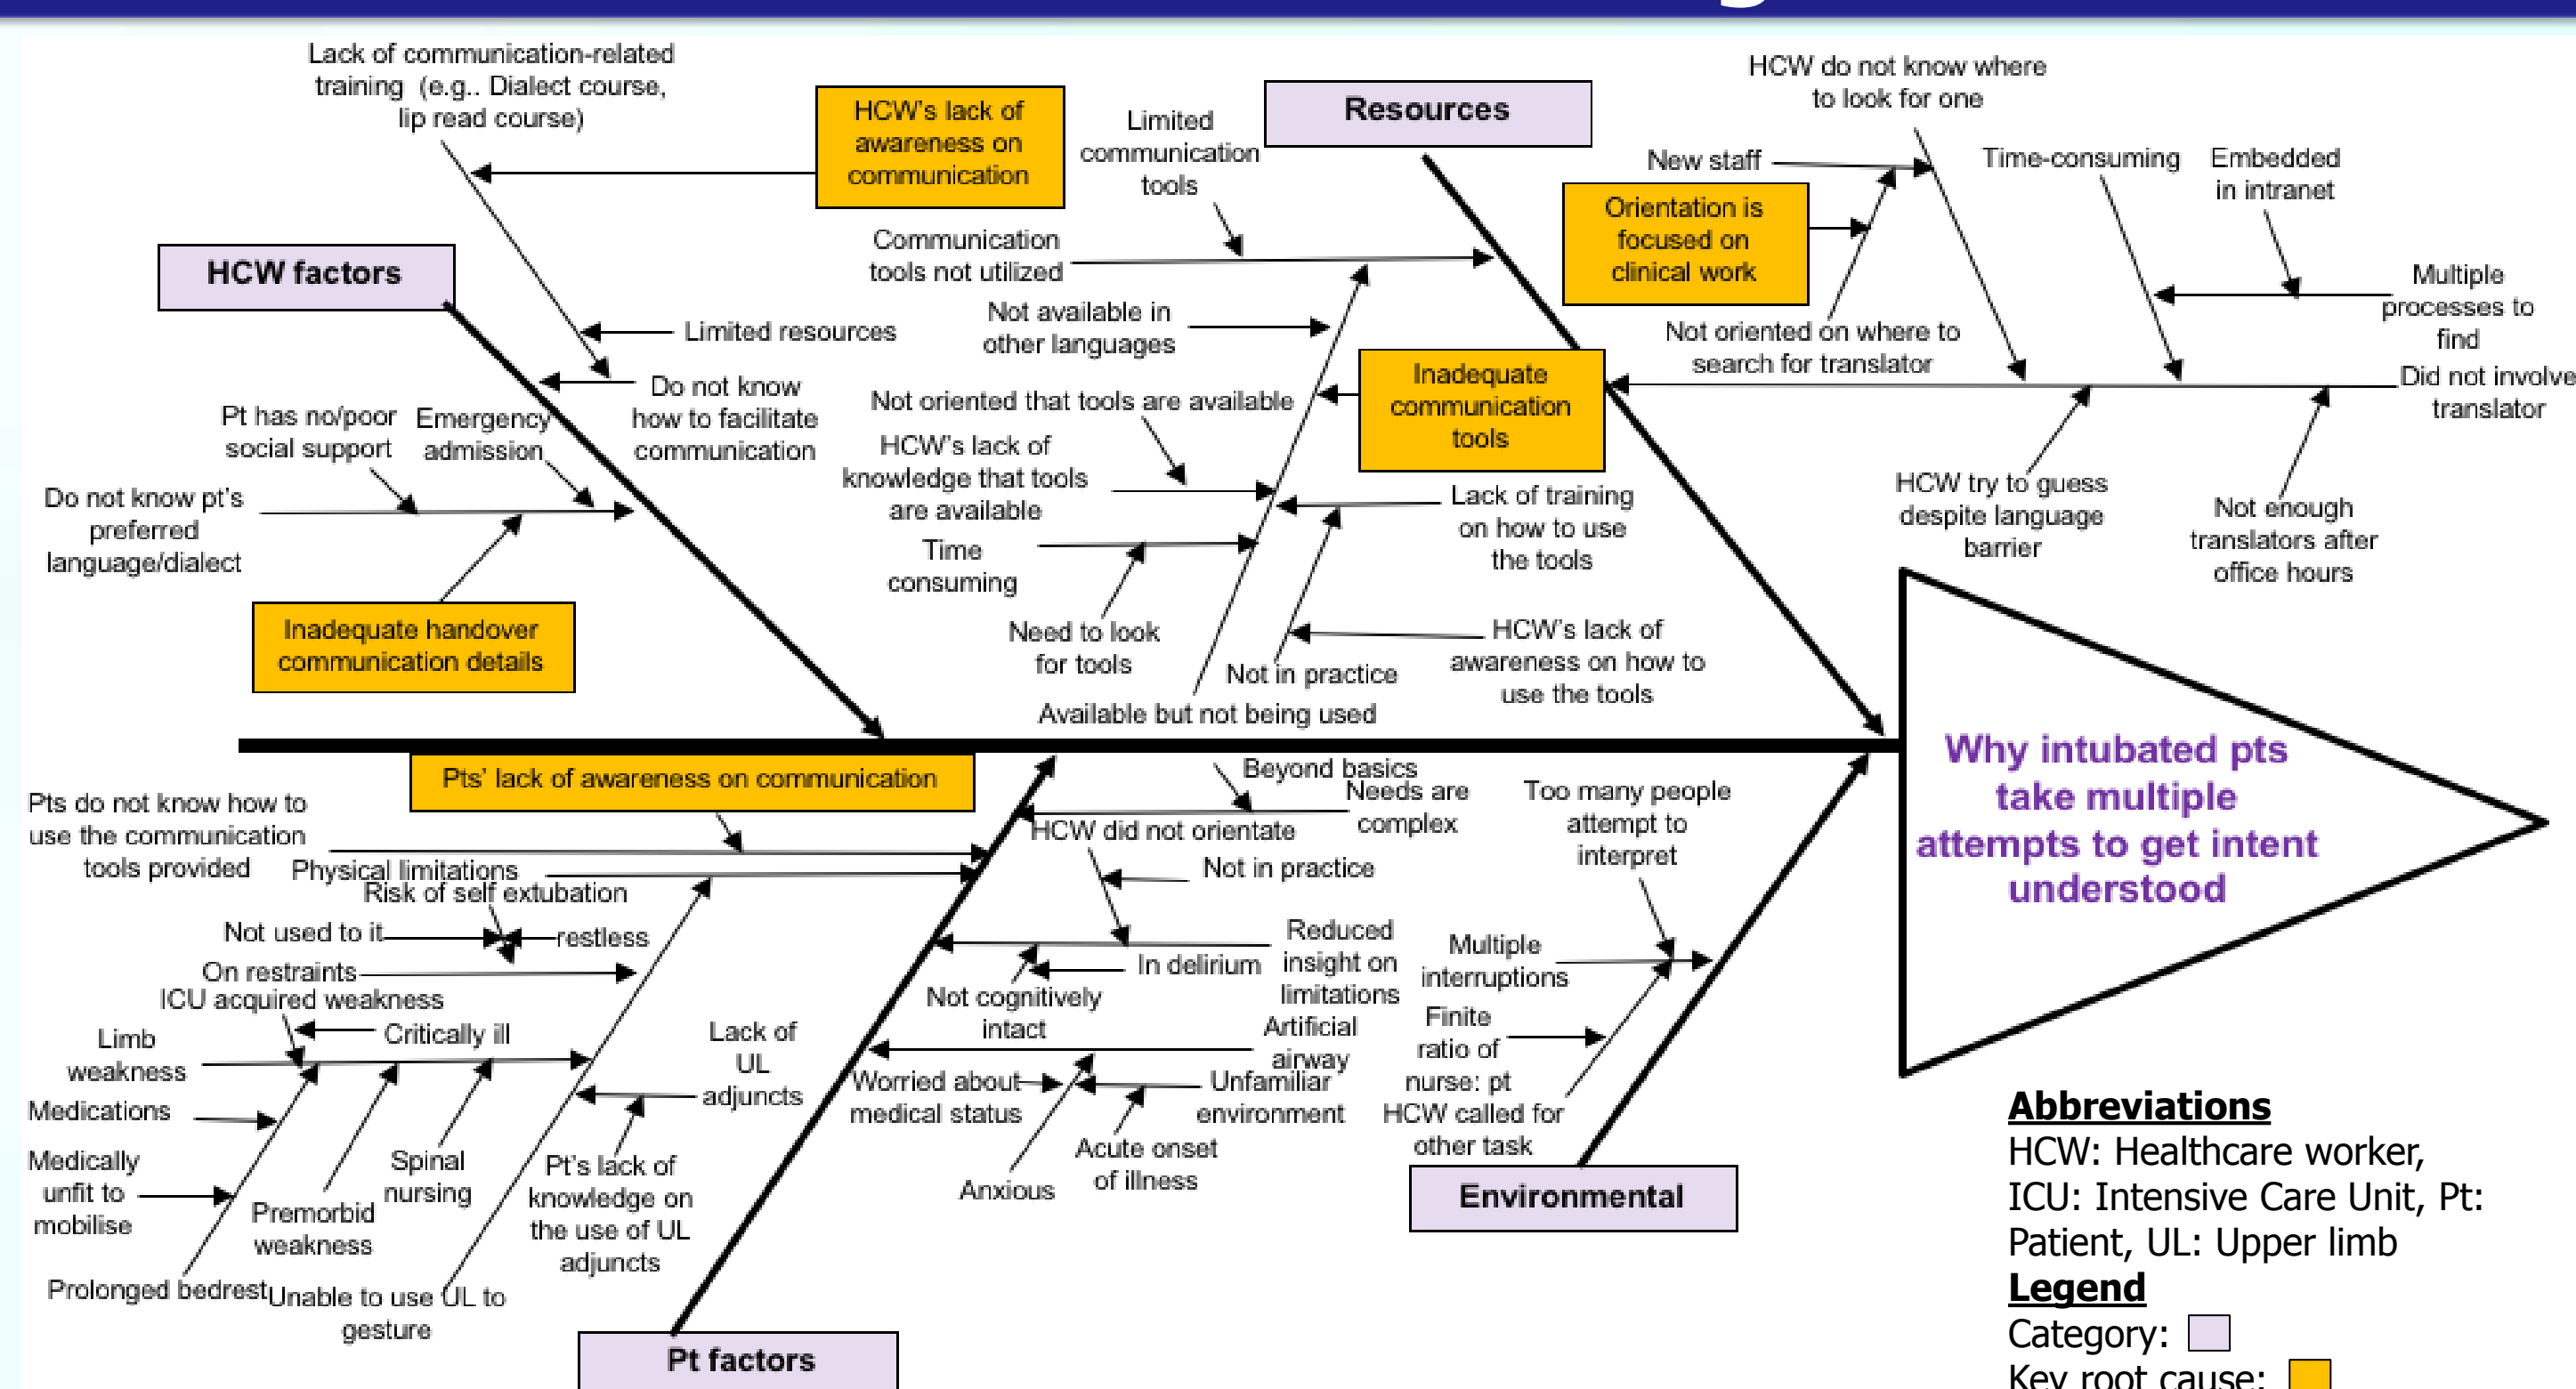 Lack of communication-related
training  (e.g.. Dialect course,
lip read course)
HCW's lack of
awareness on
communication
HCW factors
Limited resources
Do not know
how to facilitate
communication
Pt has no/poor
social support
Emergency
admission
Do not know pt's
preferred
language/dialect
Inadequate handover
communication details
Resources
Limited
communication
tools
Communication
tools not utilized
Not available in
other languages
Not oriented that tools are available
HCW's lack of
knowledge that tools
are available
Time
consuming
Need to look
for tools
Inadequate
communication
tools
Lack of training
on how to use
the tools
Not in practice
HCW's lack of
awareness on how to
use the tools
Available but not being used
HCW do not know where
to look for one
New staff
Orientation is
focused on
clinical work
Not oriented on where to
search for translator
Time-consuming
Embedded
in intranet
Multiple
processes to
find
Did not involve
translator
HCW try to guess
despite language
barrier
Not enough
translators after
office hours
Why intubated pts
take multiple
attempts to get intent
understood
Pts' lack of awareness on communication
Pts do not know how to
use the communication
tools provided
Physical limitations
Risk of self extubation
Not used to it
restless
On restraints
ICU acquired weakness
Critically ill
Limb
weakness
Medications
Medically
unfit to
mobilise
Prolonged bedrest
Premorbid
weakness
Spinal
nursing
Unable to use UL to
gesture
Lack of
UL
adjuncts
Pt's lack of
knowledge on
the use of UL
adjuncts
Pt factors
Beyond basics
Needs are
complex
HCW did not orientate
Not in practice
Reduced
insight on
limitations
In delirium
Not cognitively
intact
Artificial
airway
Worried about
medical status
Unfamiliar
environment
Acute onset
of illness
Anxious
Too many people
attempt to
interpret
Multiple
interruptions
Finite
ratio of
nurse: pt
HCW called for
other task
Environmental
Abbreviations
HCW: Healthcare worker,
ICU: Intensive Care Unit, Pt:
Patient, UL: Upper limb
Legend
Category:
Key root cause: